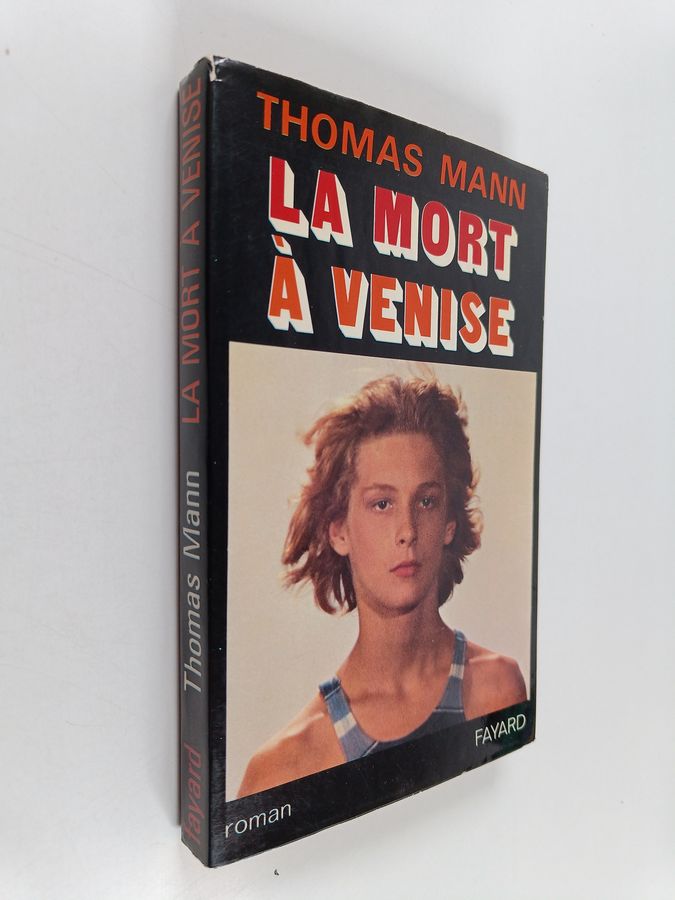 THOMAS MANN
LA MORT
À VENISE
FAYARD
roman
fayard Thomas Mann LA MORT A VENISE